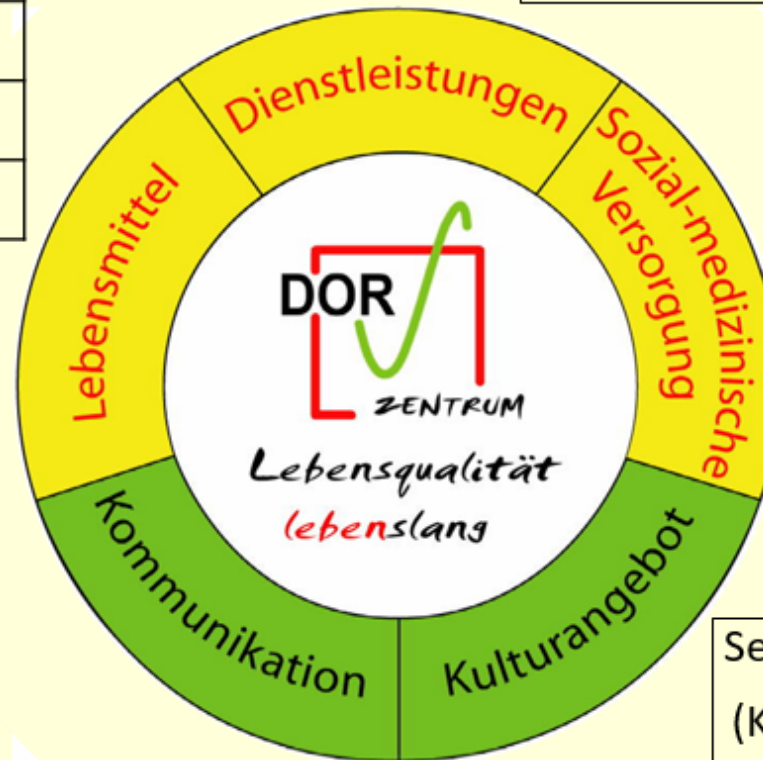 Dienstleistungen
Sozial-medizinische
Versorgung
Lebensmittel
DOR
ZENTRUM
Lebensqualität
lebenslang
Kommunikation
Kulturangebot